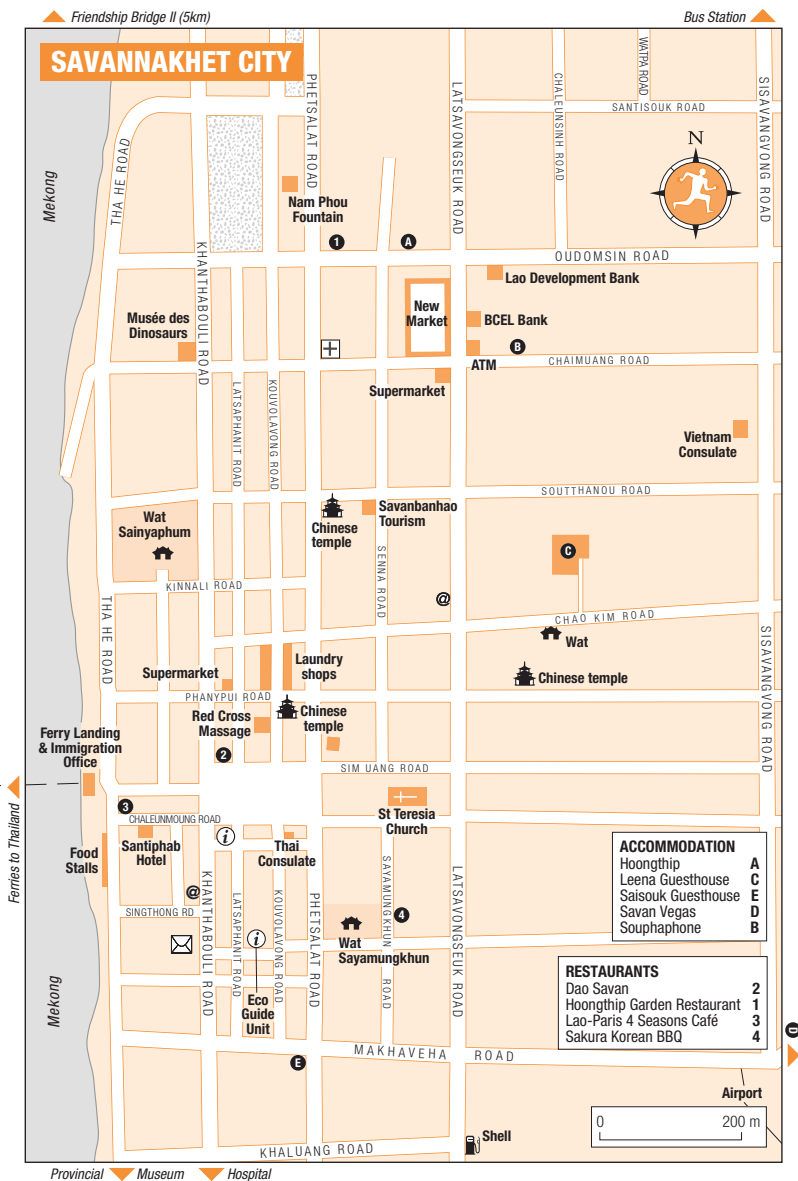 Friendship Bridge II (5km)
Bus Station
SAVANNAKHET CITY
Mekong
THA HE ROAD
PHETSALAT ROAD
LATSAVONGSEUK ROAD
CHALEUNSINH ROAD
WATPA ROAD
SANTISOUK ROAD
SISAVANGVONG ROAD
N
Nam Phou
Fountain
1
A
OUDOMSIN ROAD
KHANTHABOULI ROAD
Lao Development Bank
New
Market
BCEL Bank
Musée des
Dinosaurs
B
ATM
CHAIMUANG ROAD
Supermarket
LATSAPHANIT ROAD
KOUVOLAVONG ROAD
Vietnam
Consulate
SOUTTHANOU ROAD
Wat
Sainyaphum
Chinese
temple
Savanbanhao
Tourism
SENNA ROAD
C
KINNALI ROAD
@
THA HE ROAD
CHAO KIM ROAD
Wat
SISAVANGVONG ROAD
Supermarket
Laundry
shops
Chinese temple
PHANYPUI ROAD
Red Cross
Massage
Chinese
temple
Ferry Landing
& Immigration
Office
2
SIM UANG ROAD
Ferries to Thailand
3
CHALEUNMOUNG ROAD
St Teresia
Church
Santiphab
Hotel
i
Thai
Consulate
Food
Stalls
@
SINGTHONG RD
KHANTHABOULI ROAD
LATSAPHANIT ROAD
KOUVOLAVONG ROAD
PHETSALAT ROAD
SAYAMUNGKHUN ROAD
LATSAVONGSEUK ROAD
4
i
Wat
Sayamungkhun
Eco
Guide
Unit
Mekong
ACCOMMODATION
Hoongthip A
Leena Guesthouse C
Saisouk Guesthouse E
Savan Vegas D
Souphaphone B
RESTAURANTS
Dao Savan 2
Hoongthip Garden Restaurant 1
Lao-Paris 4 Seasons Café 3
Sakura Korean BBQ 4
D
MAKHAVEHA ROAD
E
Airport
0 200 m
Shell
KHALUANG ROAD
Provincial Museum
Hospital